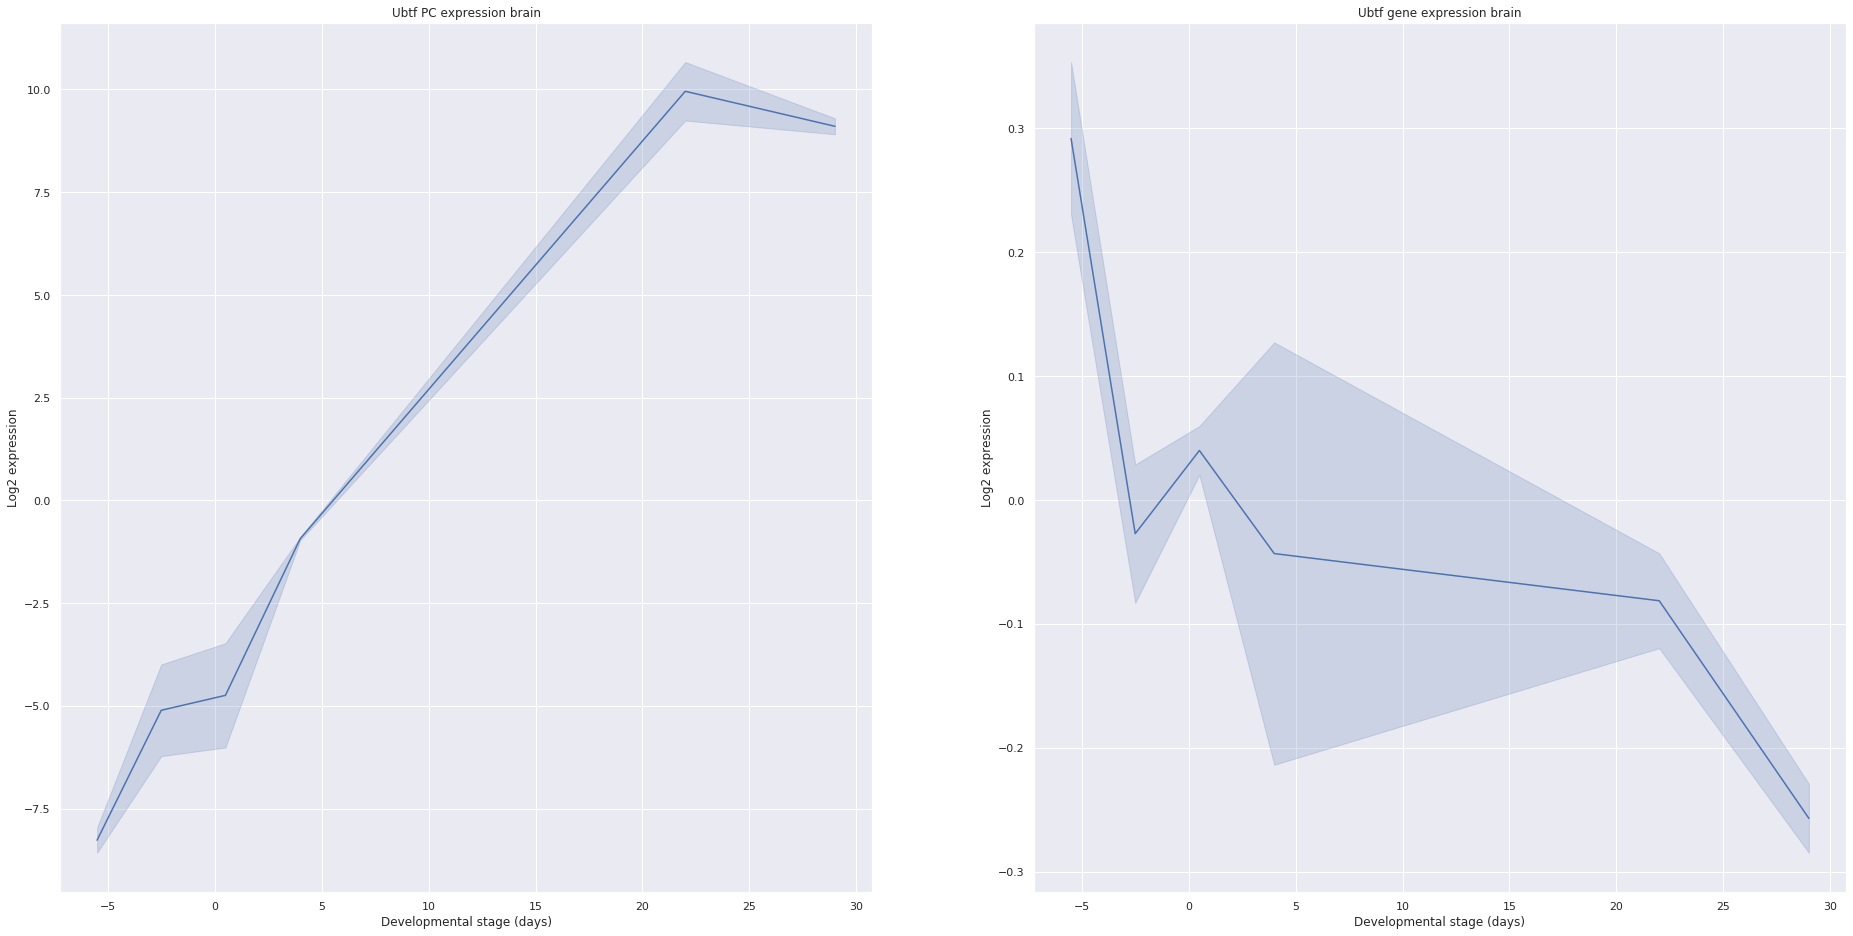 Ubtf PC expression brain
10.0
7.5
5.0
2.5
0.0
−2.5
−5.0
−7.5
Log2 expression
−5 0 5 10 15 20 25 30
Developmental stage (days)
Ubtf gene expression brain
0.3
0.2
0.1
0.0
−0.1
−0.2
−0.3
Log2 expression
−5 0 5 10 15 20 25 30
Developmental stage (days)